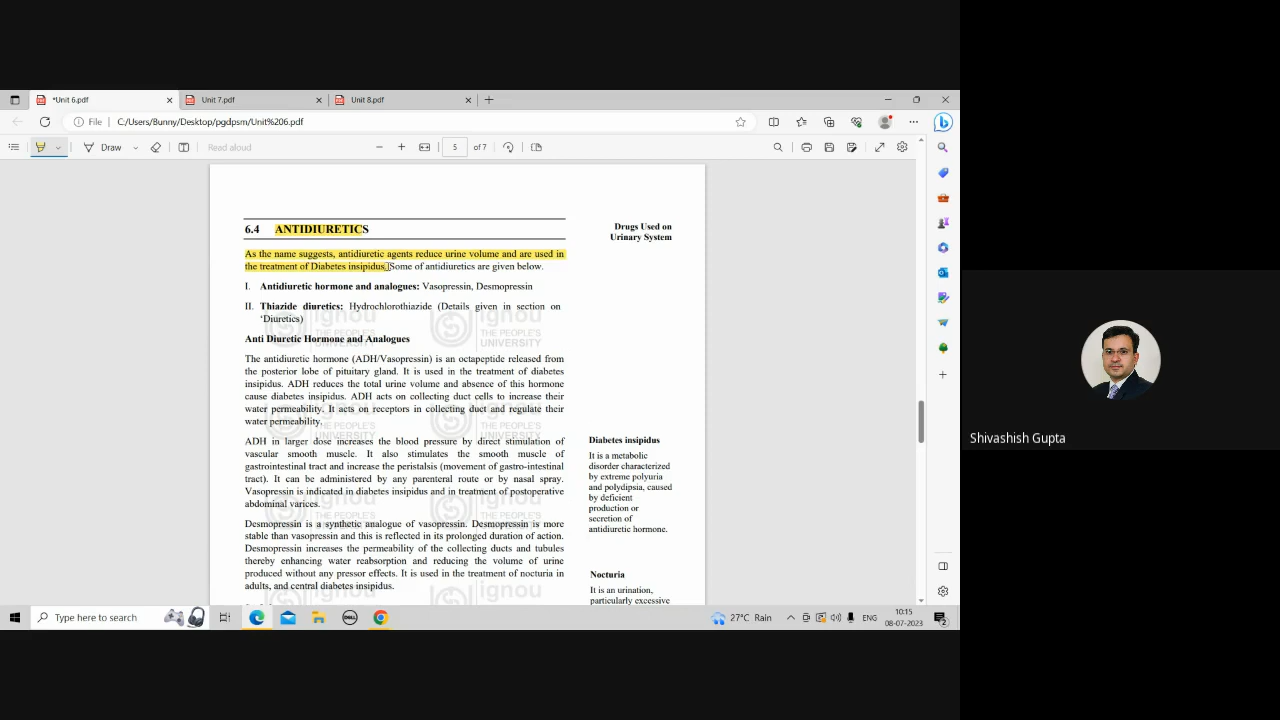 *Unit 6.pdf
Unit 7.pdf
Unit 8.pdf
File
C:/Users/Bunny/Desktop/pgdpsm/Unit%206.pdf
Draw
Read aloud
5
of 7
6.4 ANTIDIURETICS
Drugs Used on
Urinary System
As the name suggests, antidiuretic agents reduce urine volume and are used in
the treatment of Diabetes insipidus. Some of antidiuretics are given below.
I. Antidiuretic hormone and analogues: Vasopressin, Desmopressin
II. Thiazide diuretics: Hydrochlorothiazide (Details given in section on
‘Diuretics)
Anti Diuretic Hormone and Analogues
The antidiuretic hormone (ADH/Vasopressin) is an octapeptide released from
the posterior lobe of pituitary gland. It is used in the treatment of diabetes
insipidus. ADH reduces the total urine volume and absence of this hormone
cause diabetes insipidus. ADH acts on collecting duct cells to increase their
water permeability. It acts on receptors in collecting duct and regulate their
water permeability.
ADH in larger dose increases the blood pressure by direct stimulation of
vascular smooth muscle. It also stimulates the smooth muscle of
gastrointestinal tract and increase the peristalsis (movement of gastro-intestinal
tract). It can be administered by any parenteral route or by nasal spray.
Vasopressin is indicated in diabetes insipidus and in treatment of postoperative
abdominal varices.
Desmopressin is a synthetic analogue of vasopressin. Desmopressin is more
stable than vasopressin and this is reflected in its prolonged duration of action.
Desmopressin increases the permeability of the collecting ducts and tubules
thereby enhancing water reabsorption and reducing the volume of urine
produced without any pressor effects. It is used in the treatment of nocturia in
adults, and central diabetes insipidus.
Diabetes insipidus
It is a metabolic
disorder characterized
by extreme polyuria
and polydipsia, caused
by deficient
production or
secretion of
antidiuretic hormone.
Nocturia
It is an urination,
particularly excessive
ignou
THE PEOPLE'S
UNIVERSITY
ignou
THE PEOPLE'S
UNIVERSITY
Shivashish Gupta
Type here to search
DELL
27°C Rain
ENG
10:15
08-07-2023
2